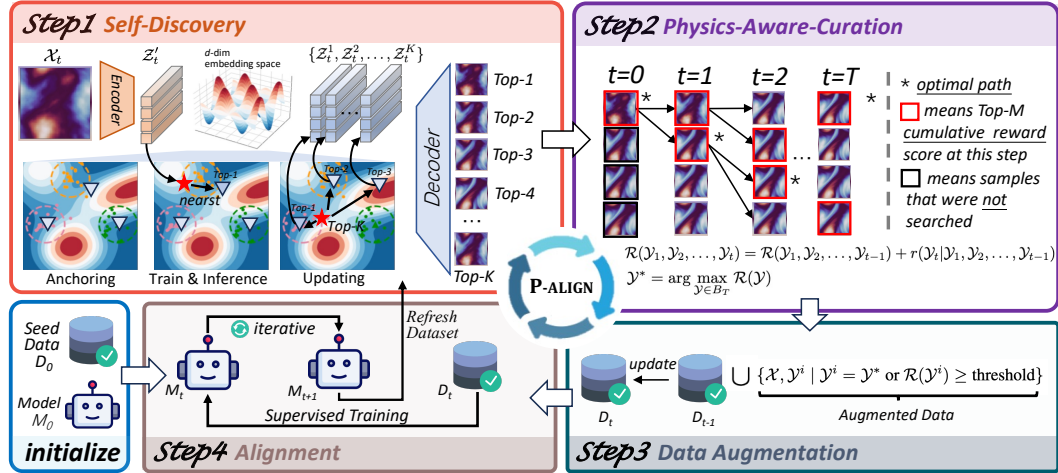 Step1 Self-Discovery
𝒳_t
Encoder
𝒵′_t
d-dim
embedding space
{𝒵_t^1, 𝒵_t^2, . . . , 𝒵_t^K}
...
Top-1
Top-2
Top-3
Top-4
...
Top-K
Decoder
Top-1
nearst
Top-1
Top-2
Top-3
Top-K
Anchoring
Train & Inference
Updating
Step2 Physics-Aware-Curation
t=0
t=1
t=2
t=T
*
*
*
*
...
* optimal path
means Top-M
cumulative reward
score at this step
means samples
that were not
searched
ℛ(𝒴_1, 𝒴_2, . . . , 𝒴_t) = ℛ(𝒴_1, 𝒴_2, . . . , 𝒴_{t−1}) + r(𝒴_t|𝒴_1, 𝒴_2, . . . , 𝒴_{t−1})
𝒴* = arg max_{𝒴∈B_T} ℛ(𝒴)
P-ALIGN
Seed
Data
D_0
Model
M_0
initialize
iterative
M_t
M_{t+1}
Refresh
Dataset
D_t
Supervised Training
Step4 Alignment
update
D_t
D_{t-1}
⋃ {𝒳, 𝒴^i | 𝒴^i = 𝒴* or ℛ(𝒴^i) ≥ threshold}
Augmented Data
Step3 Data Augmentation